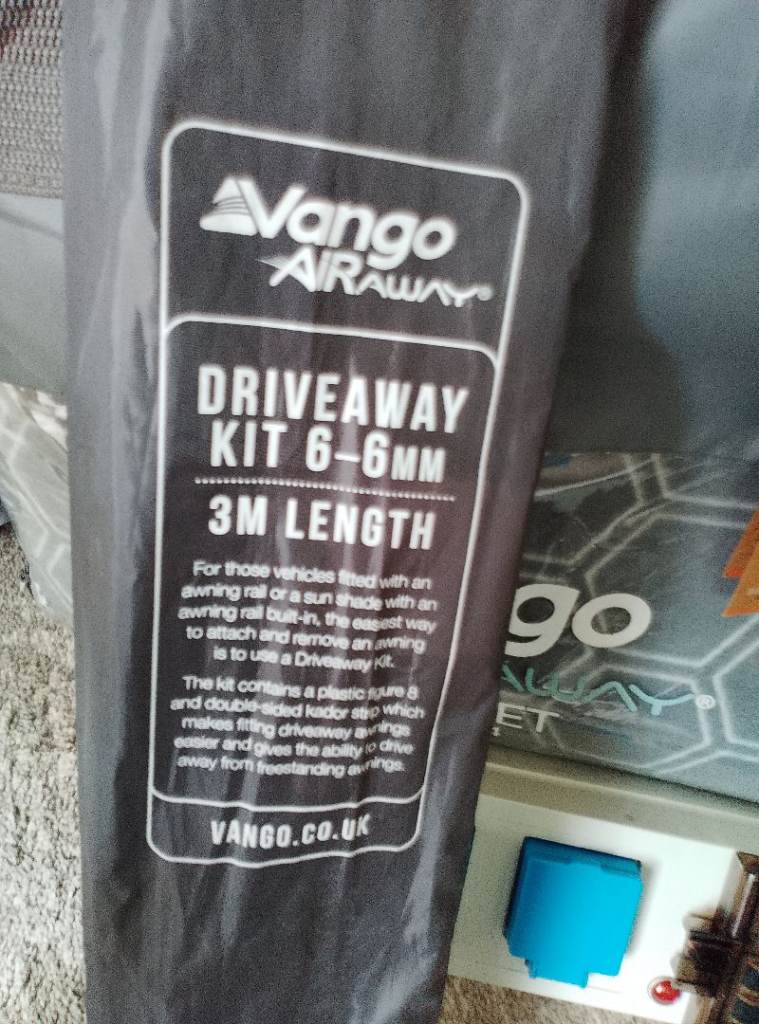 Vango
AIRAWAY®
DRIVEAWAY
KIT 6-6MM
3M LENGTH
For those vehicles fitted with an
awning rail or a sun shade with an
awning rail built-in, the easiest way
to attach and remove an awning
is to use a Driveaway Kit.
The kit contains a plastic figure 8
and double-sided kador strip which
makes fitting driveaway awnings
easier and gives the ability to drive
away from freestanding awnings.
VANGO.CO.UK
go
AWAY®
ET